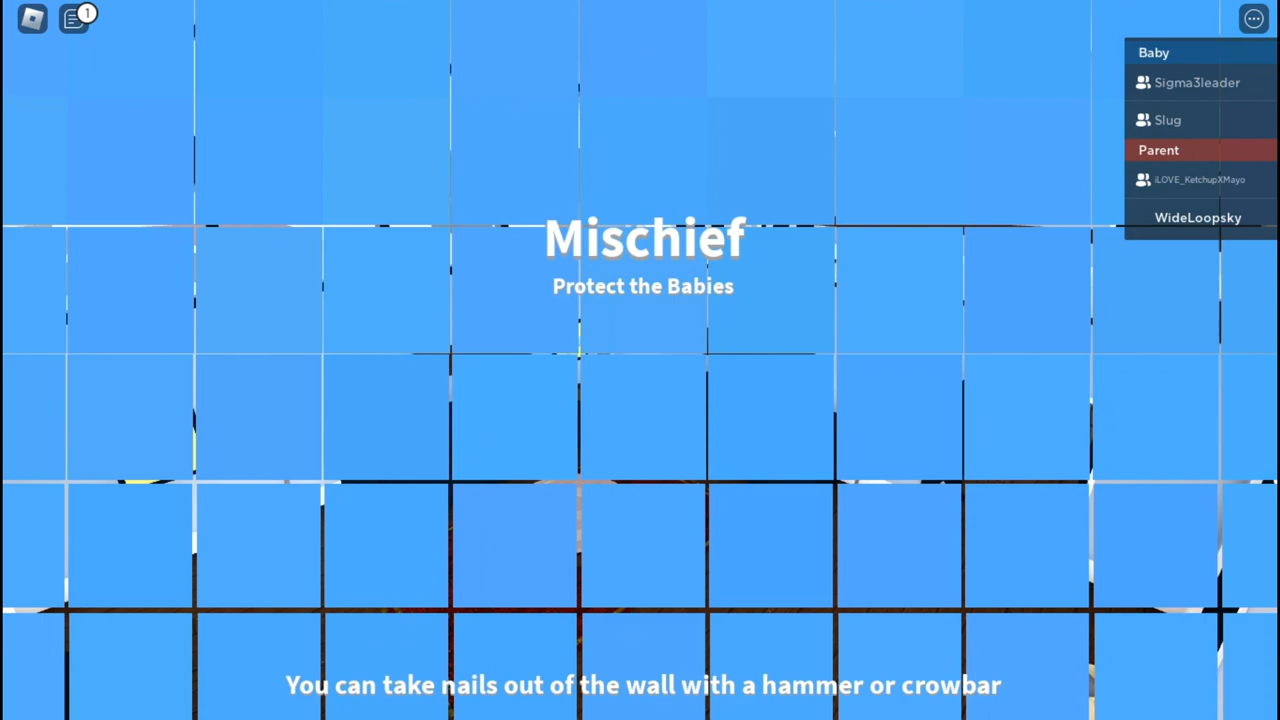 1
Baby
Sigma3leader
Slug
Parent
iLOVE_KetchupXMayo
WideLoopsky
Mischief
Protect the Babies
You can take nails out of the wall with a hammer or crowbar